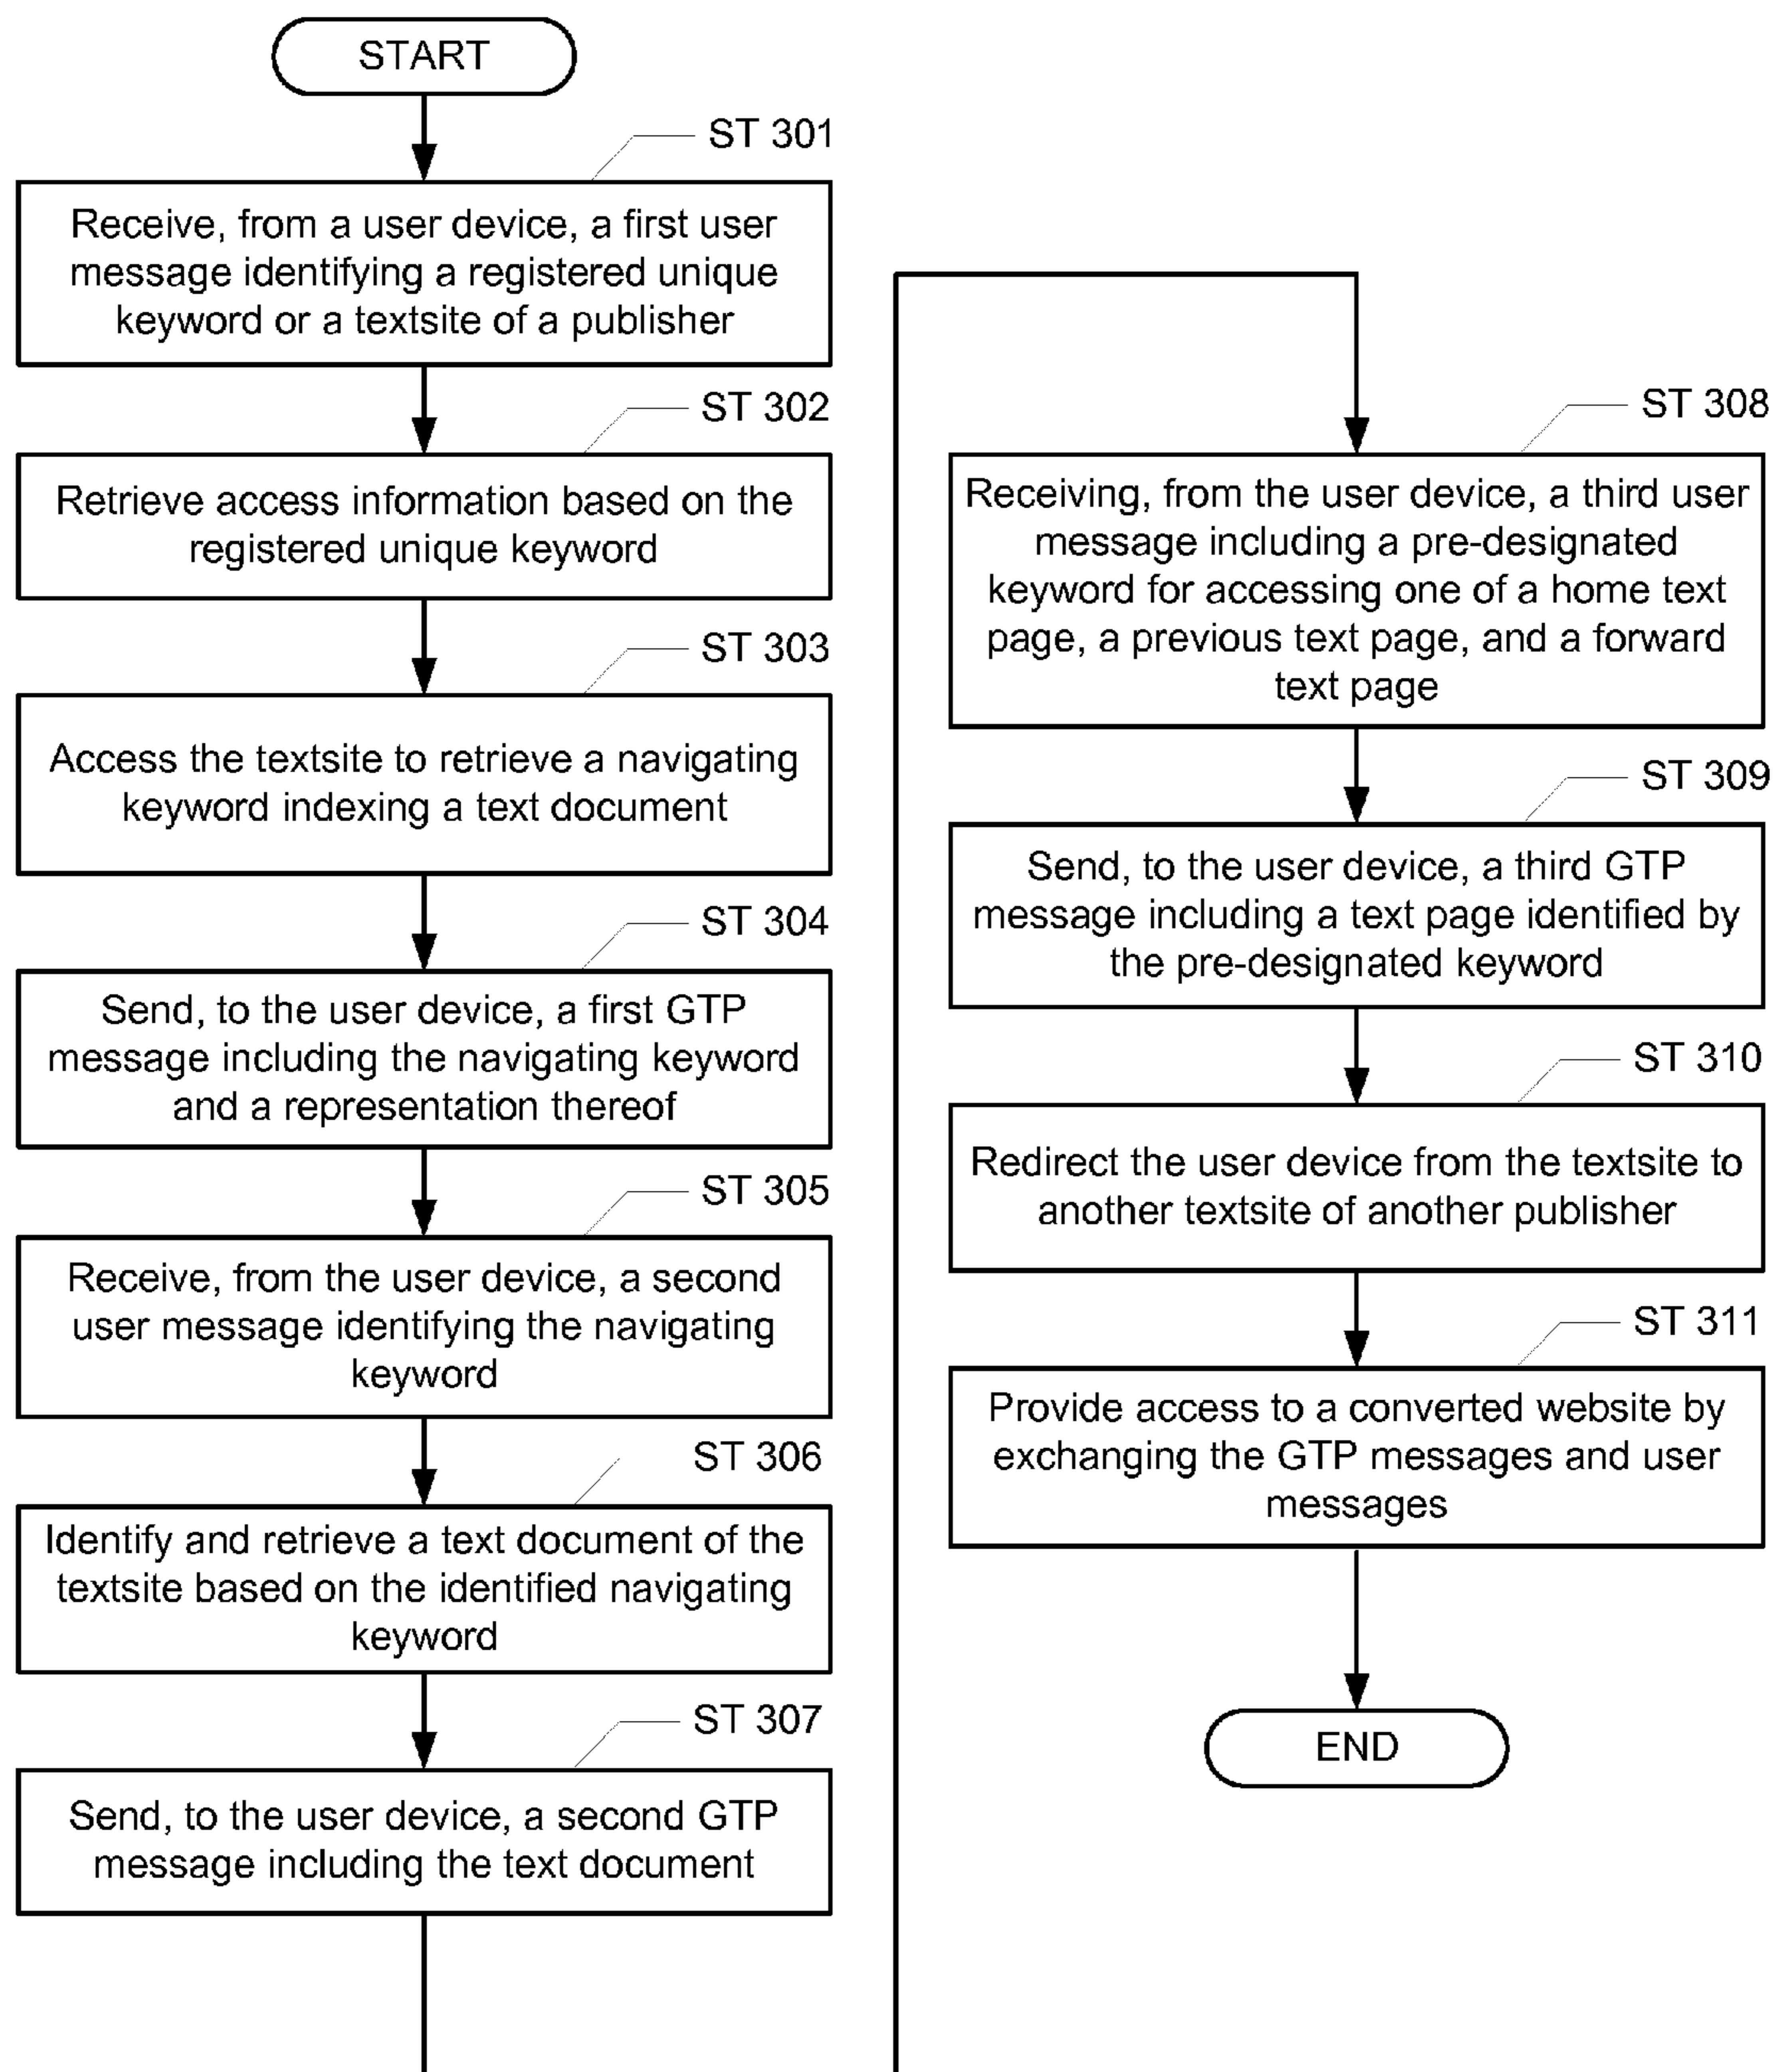 START
ST 301
Receive, from a user device, a first user
message identifying a registered unique
keyword or a textsite of a publisher
ST 302
Retrieve access information based on the
registered unique keyword
ST 303
Access the textsite to retrieve a navigating
keyword indexing a text document
ST 304
Send, to the user device, a first GTP
message including the navigating keyword
and a representation thereof
ST 305
Receive, from the user device, a second
user message identifying the navigating
keyword
ST 306
Identify and retrieve a text document of the
textsite based on the identified navigating
keyword
ST 307
Send, to the user device, a second GTP
message including the text document
ST 308
Receiving, from the user device, a third user
message including a pre-designated
keyword for accessing one of a home text
page, a previous text page, and a forward
text page
ST 309
Send, to the user device, a third GTP
message including a text page identified by
the pre-designated keyword
ST 310
Redirect the user device from the textsite to
another textsite of another publisher
ST 311
Provide access to a converted website by
exchanging the GTP messages and user
messages
END